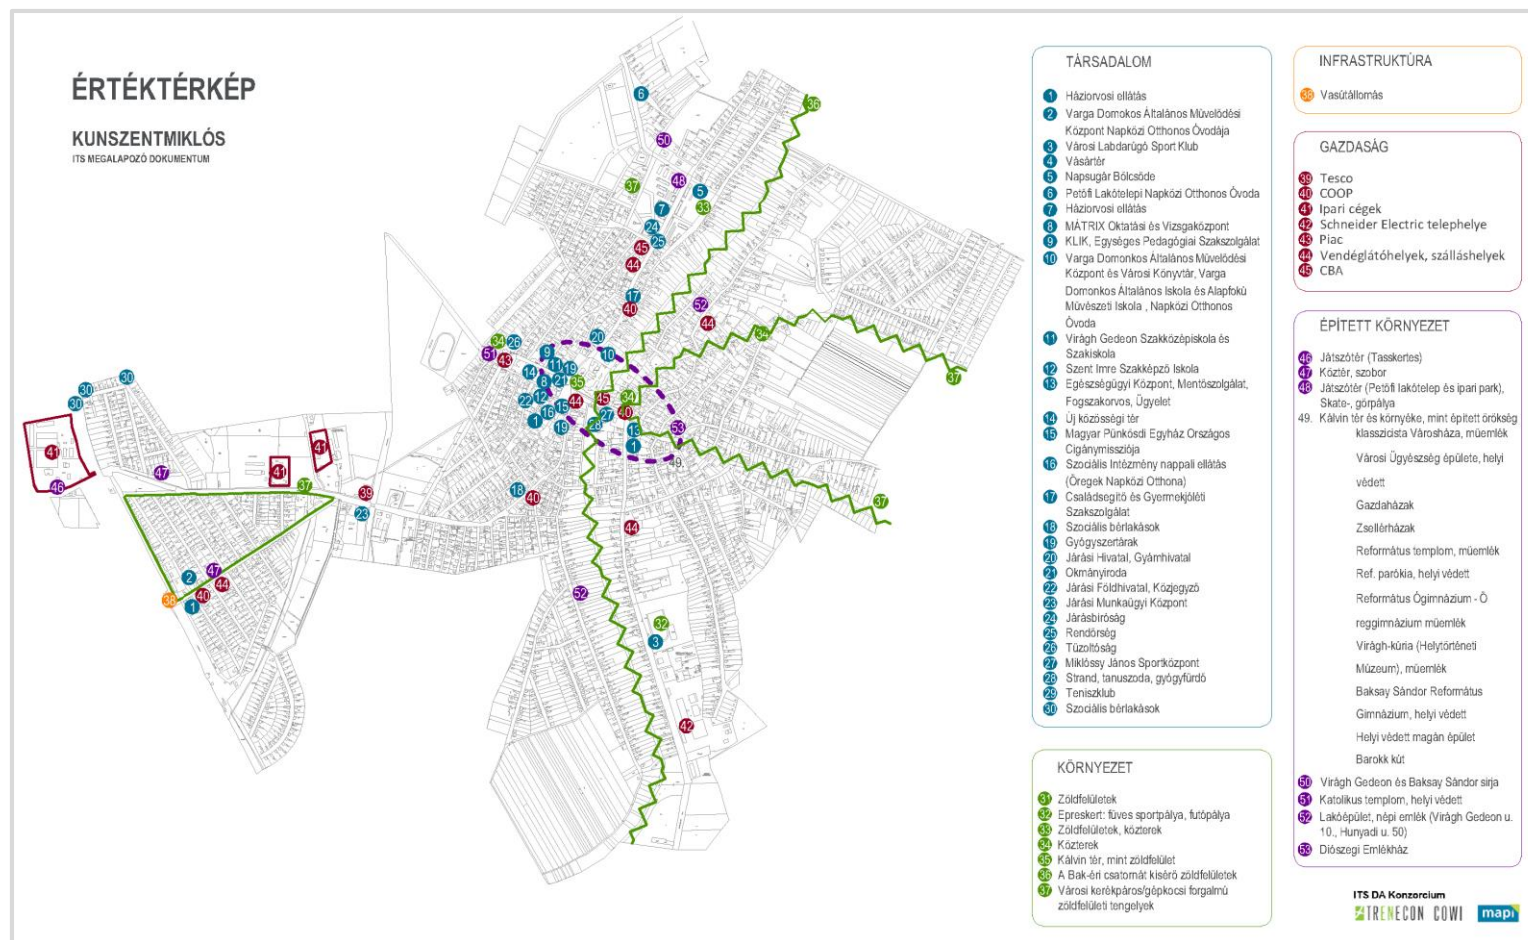 ÉRTÉKTÉRKÉP
KUNSZENTMIKLÓS
ITS MEGALAPOZÓ DOKUMENTUM
TÁRSADALOM
1 Háziorvosi ellátás
2 Varga Domokos Általános Művelődési
Központ Napközi Otthonos Óvodája
3 Városi Labdarúgó Sport Klub
4 Vásártér
5 Napsugár Bölcsőde
6 Petőfi Lakótelepi Napközi Otthonos Óvoda
7 Háziorvosi ellátás
8 MÁTRIX Oktatási és Vizsgaközpont
9 KLIK, Egységes Pedagógiai Szakszolgálat
10 Varga Domonkos Általános Művelődési
Központ és Városi Könyvtár, Varga
Domonkos Általános Iskola és Alapfokú
Művészeti Iskola , Napközi Otthonos
Óvoda
11 Virágh Gedeon Szakközépiskola és
Szakiskola
12 Szent Imre Szakképző Iskola
13 Egészségügyi Központ, Mentőszolgálat,
Fogszakorvos, Ügyelet
14 Új közösségi tér
15 Magyar Pünkösdi Egyház Országos
Cigánymissziója
16 Szociális Intézmény nappali ellátás
(Öregek Napközi Otthona)
17 Családsegítő és Gyermekjóléti
Szakszolgálat
18 Szociális bérlakások
19 Gyógyszertárak
20 Járási Hivatal, Gyámhivatal
21 Okmányiroda
22 Járási Földhivatal, Közjegyző
23 Járási Munkaügyi Központ
24 Járásbíróság
25 Rendőrség
26 Tűzoltóság
27 Miklóssy János Sportközpont
28 Strand, tanuszoda, gyógyfürdő
29 Teniszklub
30 Szociális bérlakások
KÖRNYEZET
31 Zöldfelületek
32 Epreskert: füves sportpálya, futópálya
33 Zöldfelületek, közterek
34 Közterek
35 Kálvin tér, mint zöldfelület
36 A Bak-éri csatornát kísérő zöldfelületek
37 Városi kerékpáros/gépkocsi forgalmú
zöldfelületi tengelyek
INFRASTRUKTÚRA
38 Vasútállomás
GAZDASÁG
39 Tesco
40 COOP
41 Ipari cégek
42 Schneider Electric telephelye
43 Piac
44 Vendéglátóhelyek, szálláshelyek
45 CBA
ÉPÍTETT KÖRNYEZET
46 Játszótér (Tasskertes)
47 Köztér, szobor
48 Játszótér (Petőfi lakótelep és ipari park),
Skate-, görpálya
49. Kálvin tér és környéke, mint épített örökség
klasszicista Városháza, műemlék
Városi Ügyészség épülete, helyi
védett
Gazdaházak
Zsellérházak
Református templom, műemlék
Ref. parókia, helyi védett
Református Ógimnázium - Ö
reggimnázium műemlék
Virágh-kúria (Helytörténeti
Múzeum), műemlék
Baksay Sándor Református
Gimnázium, helyi védett
Helyi védett magán épület
Barokk kút
50 Virágh Gedeon és Baksay Sándor sírja
51 Katolikus templom, helyi védett
52 Lakóépület, népi emlék (Virágh Gedeon u.
10., Hunyadi u. 50)
53 Diószegi Emlékház
ITS DA Konzorcium
TRENECON COWI mapi